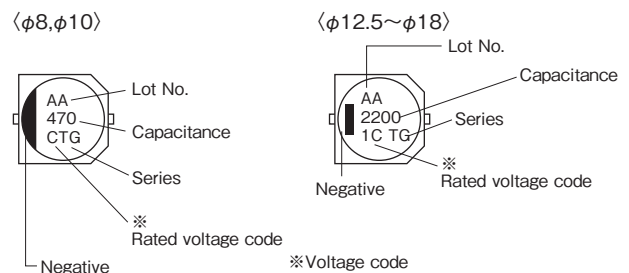 〈φ8,φ10〉
AA
470
CTG
Lot No.
Capacitance
Series
※
Rated voltage code
Negative
〈φ12.5～φ18〉
Lot No.
AA
2200
1C TG
Capacitance
Series
※
Rated voltage code
Negative
※Voltage code